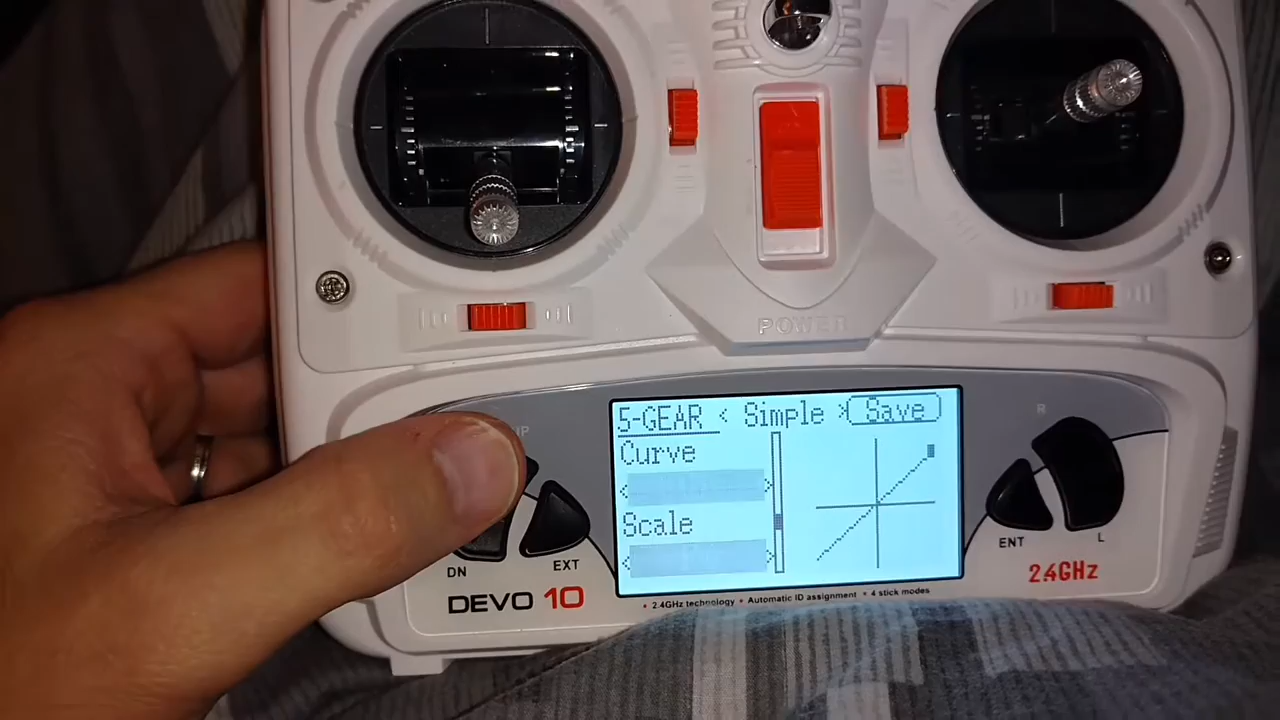 POWER
UP
R
5-GEAR < Simple > Save
Curve
Scale
DN
EXT
ENT
L
DEVO 10
2.4GHz
• 2.4GHz technology • Automatic ID assignment • 4 stick modes